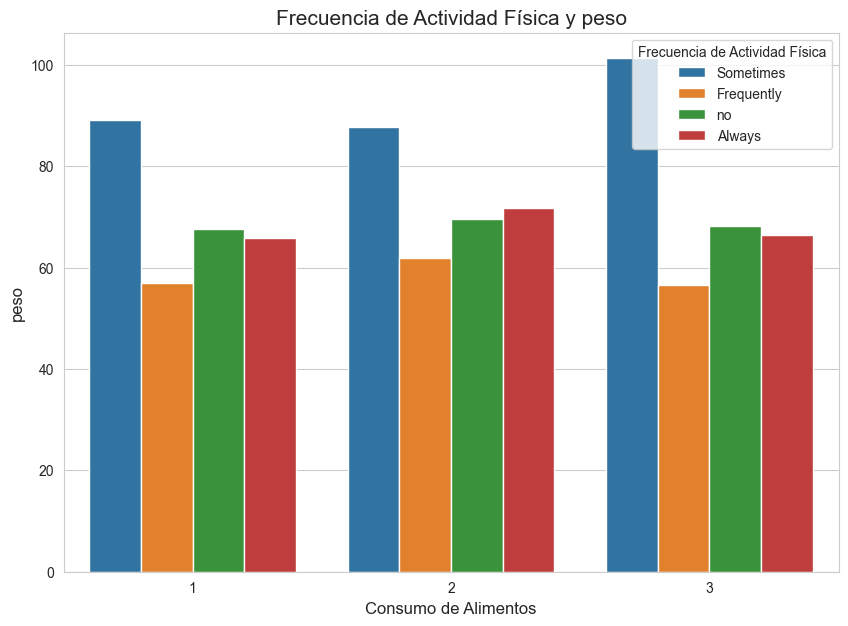 Frecuencia de Actividad Física y peso
Frecuencia de Actividad Física
Sometimes
Frequently
no
Always
peso
100
80
60
40
20
0
1 2 3
Consumo de Alimentos